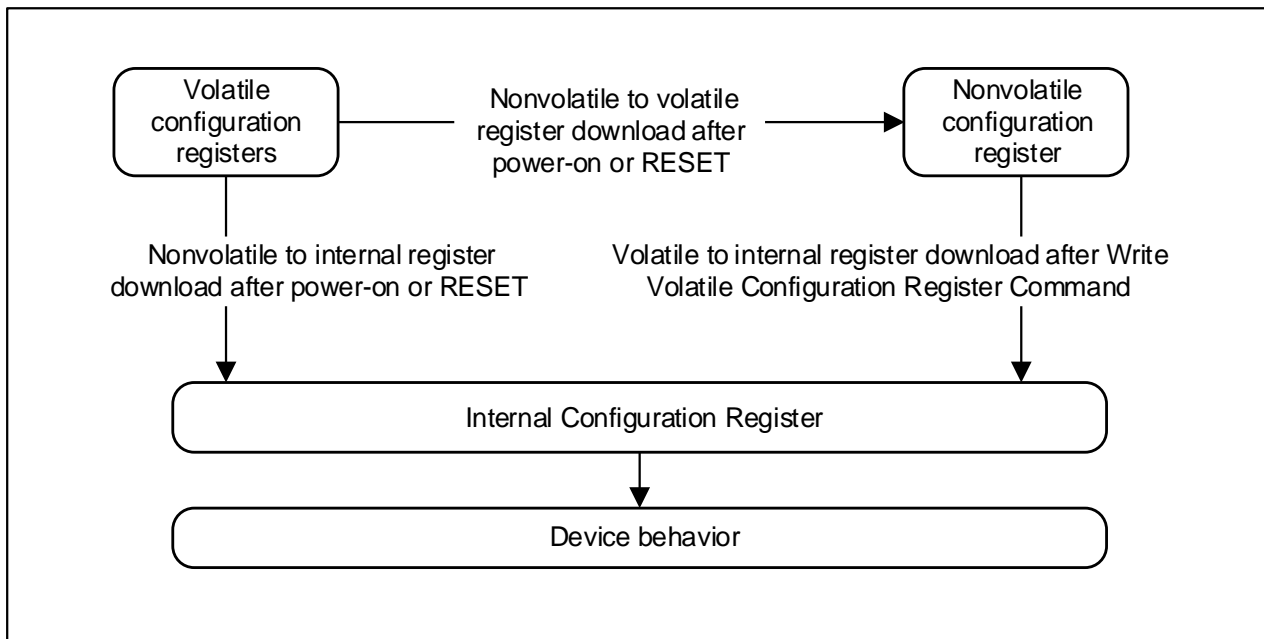 Volatile
configuration
registers
Nonvolatile to volatile
register download after
power-on or RESET
Nonvolatile
configuration
register
Nonvolatile to internal register
download after power-on or RESET
Volatile to internal register download after Write
Volatile Configuration Register Command
Internal Configuration Register
Device behavior